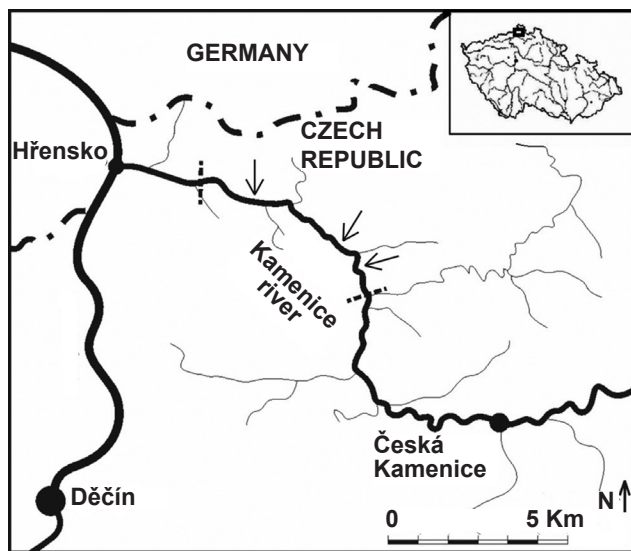 GERMANY
CZECH
REPUBLIC
Hřensko
Kamenice
river
Česká
Kamenice
Děčín
N
0 5 Km